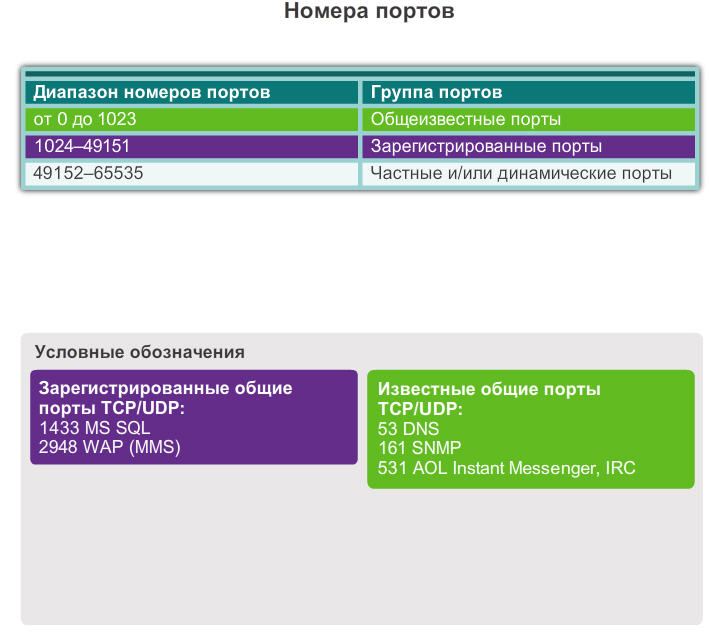 Номера портов
Диапазон номеров портов Группа портов
от 0 до 1023 Общеизвестные порты
1024–49151 Зарегистрированные порты
49152–65535 Частные и/или динамические порты
Условные обозначения
Зарегистрированные общие
порты TCP/UDP:
1433 MS SQL
2948 WAP (MMS)
Известные общие порты
TCP/UDP:
53 DNS
161 SNMP
531 AOL Instant Messenger, IRC